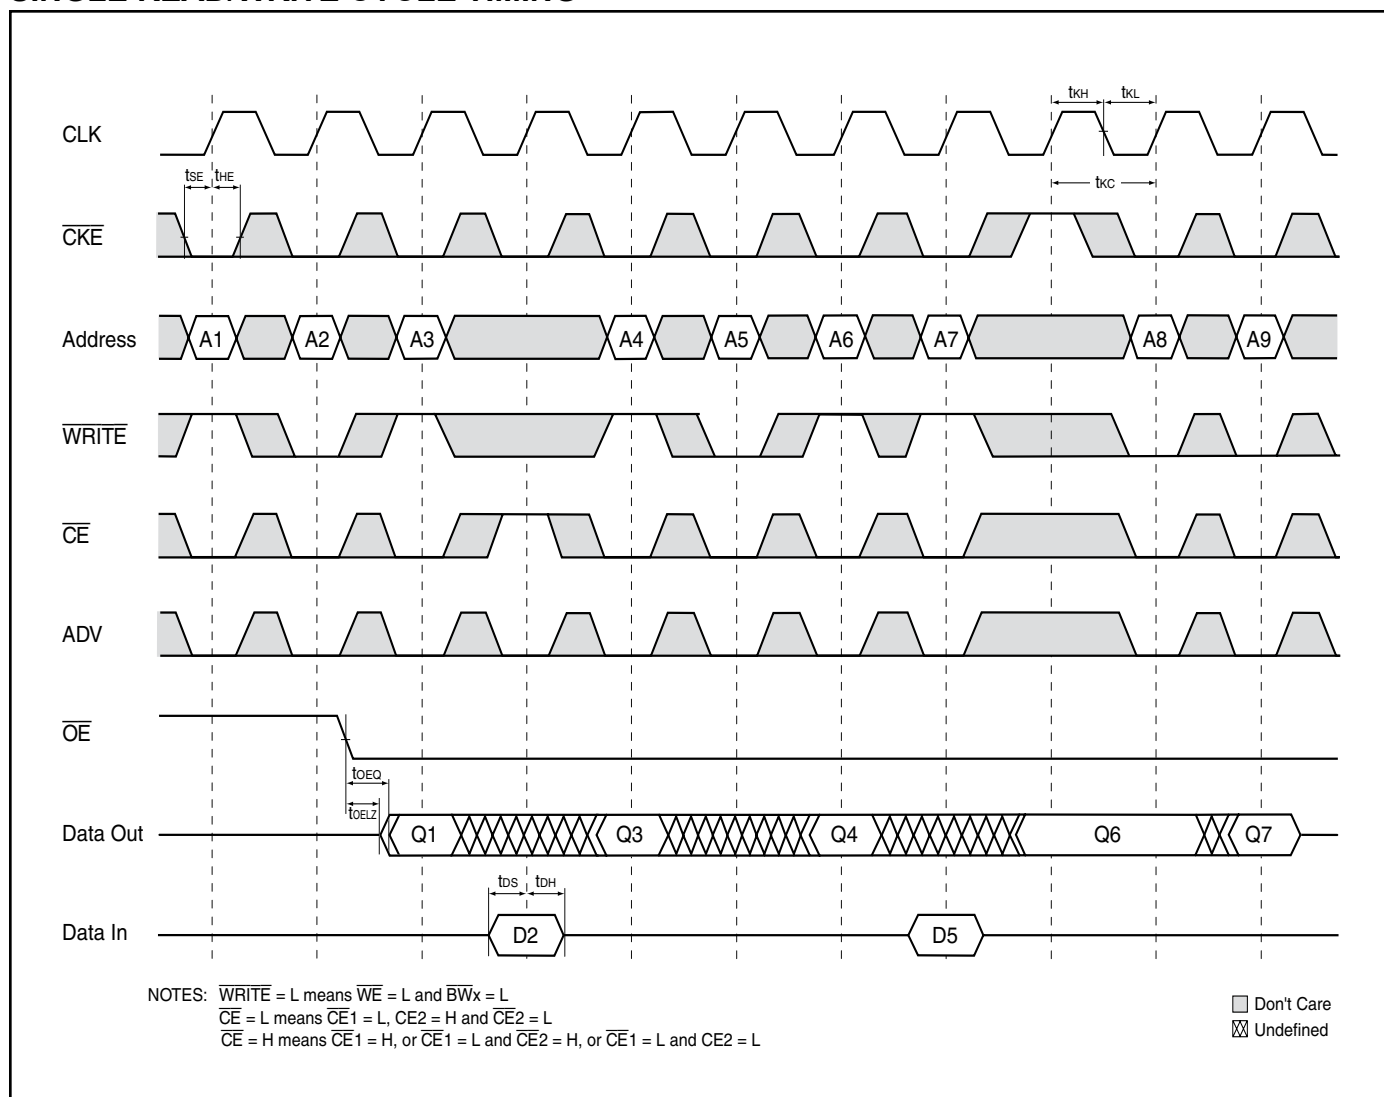 tKH tKL
CLK
tSE tHE
tKC
CKE
Address A1 A2 A3 A4 A5 A6 A7 A8 A9
WRITE
CE
ADV
OE
tOEQ
tOELZ
Data Out Q1 Q3 Q4 Q6 Q7
tDS tDH
Data In D2 D5
NOTES: WRITE = L means WE = L and BWx = L
CE = L means CE1 = L, CE2 = H and CE2 = L
CE = H means CE1 = H, or CE1 = L and CE2 = H, or CE1 = L and CE2 = L
Don't Care
Undefined